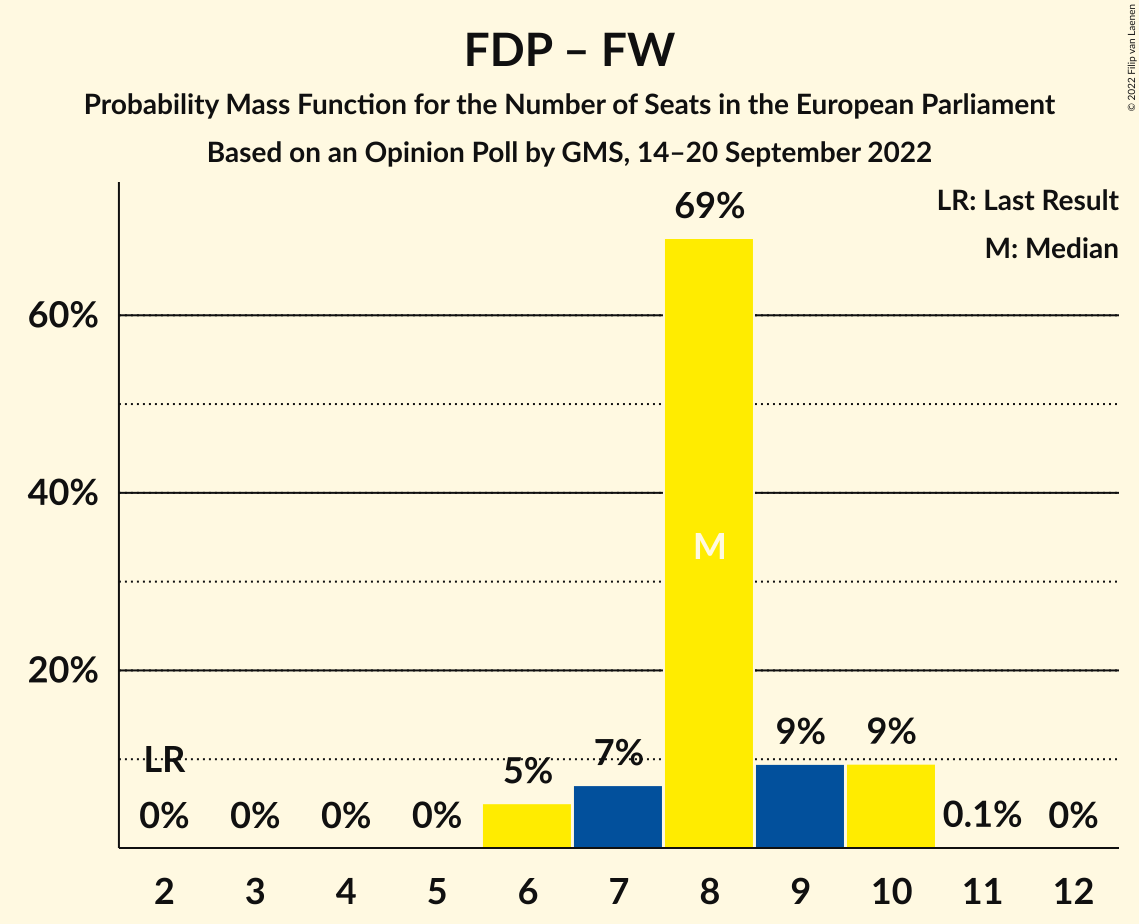 FDP – FW
Probability Mass Function for the Number of Seats in the European Parliament
Based on an Opinion Poll by GMS, 14–20 September 2022
© 2022 Filip van Laenen
LR: Last Result
M: Median
69%
60%
40%
M
20%
9% 9%
LR 5% 7%
0% 0% 0% 0% 0.1% 0%
2 3 4 5 6 7 8 9 10 11 12